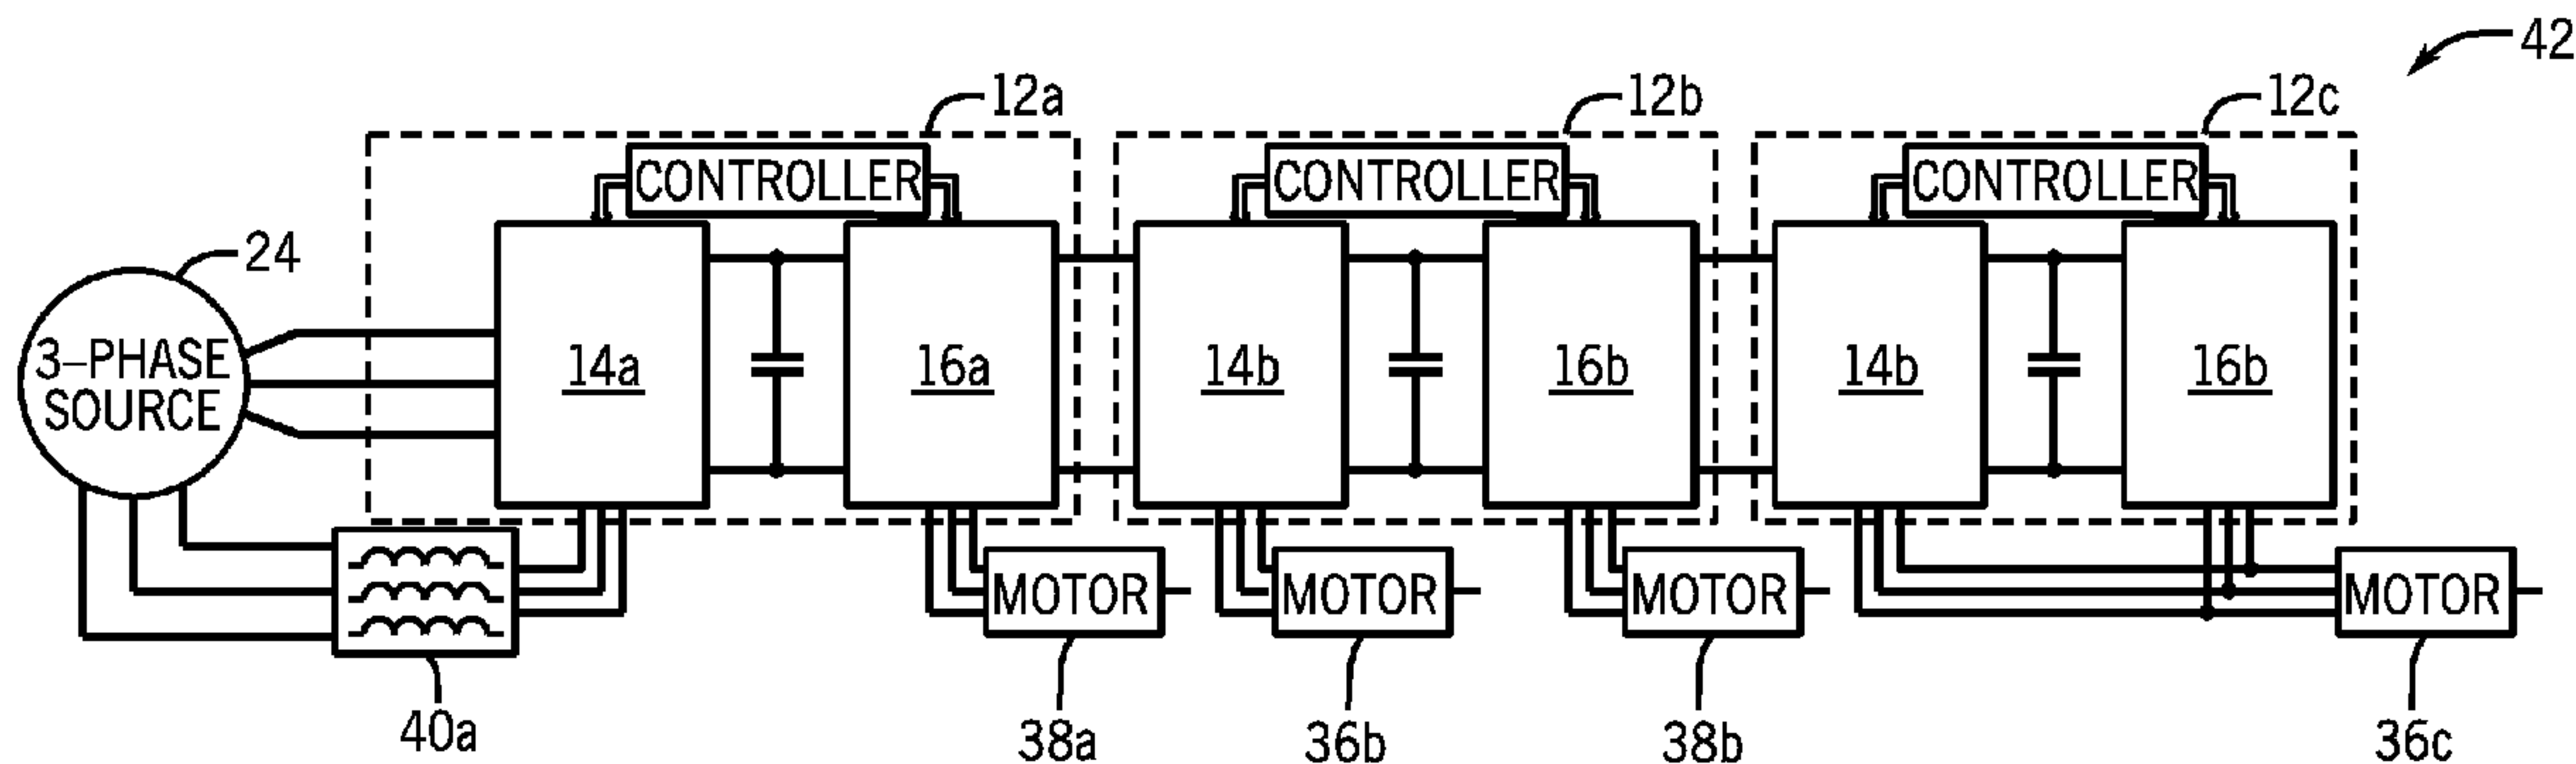 42
12a
12b
12c
CONTROLLER
CONTROLLER
CONTROLLER
24
3-PHASE
SOURCE
14a
16a
14b
16b
14b
16b
MOTOR
MOTOR
MOTOR
MOTOR
40a
38a
36b
38b
36c